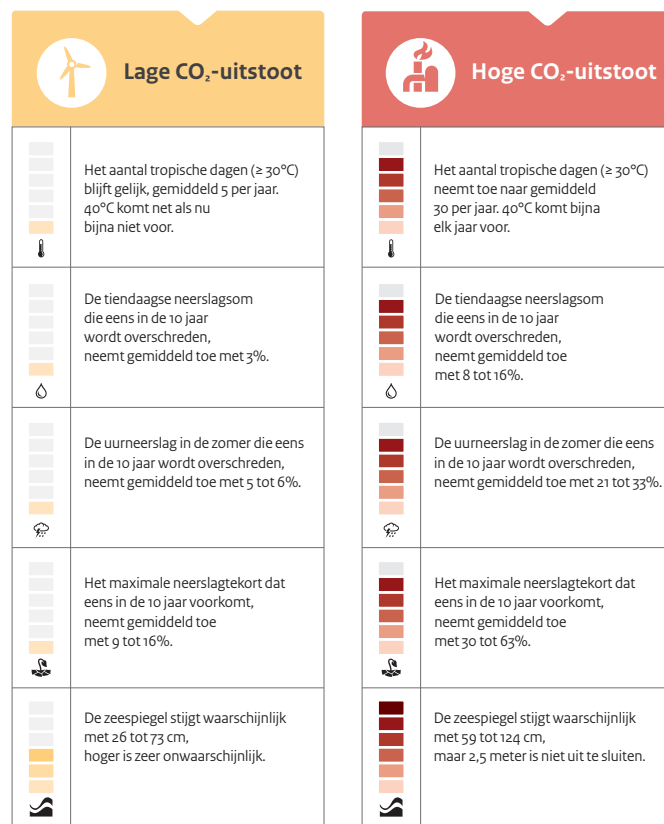 Lage CO₂-uitstoot
Het aantal tropische dagen (≥ 30°C)
blijft gelijk, gemiddeld 5 per jaar.
40°C komt net als nu
bijna niet voor.
De tiendaagse neerslagsom
die eens in de 10 jaar
wordt overschreden,
neemt gemiddeld toe met 3%.
De uurneerslag in de zomer die eens
in de 10 jaar wordt overschreden,
neemt gemiddeld toe met 5 tot 6%.
Het maximale neerslagtekort dat
eens in de 10 jaar voorkomt,
neemt gemiddeld toe
met 9 tot 16%.
De zeespiegel stijgt waarschijnlijk
met 26 tot 73 cm,
hoger is zeer onwaarschijnlijk.
Hoge CO₂-uitstoot
Het aantal tropische dagen (≥ 30°C)
neemt toe naar gemiddeld
30 per jaar. 40°C komt bijna
elk jaar voor.
De tiendaagse neerslagsom
die eens in de 10 jaar
wordt overschreden,
neemt gemiddeld toe
met 8 tot 16%.
De uurneerslag in de zomer die eens
in de 10 jaar wordt overschreden,
neemt gemiddeld toe met 21 tot 33%.
Het maximale neerslagtekort dat
eens in de 10 jaar voorkomt,
neemt gemiddeld toe
met 30 tot 63%.
De zeespiegel stijgt waarschijnlijk
met 59 tot 124 cm,
maar 2,5 meter is niet uit te sluiten.